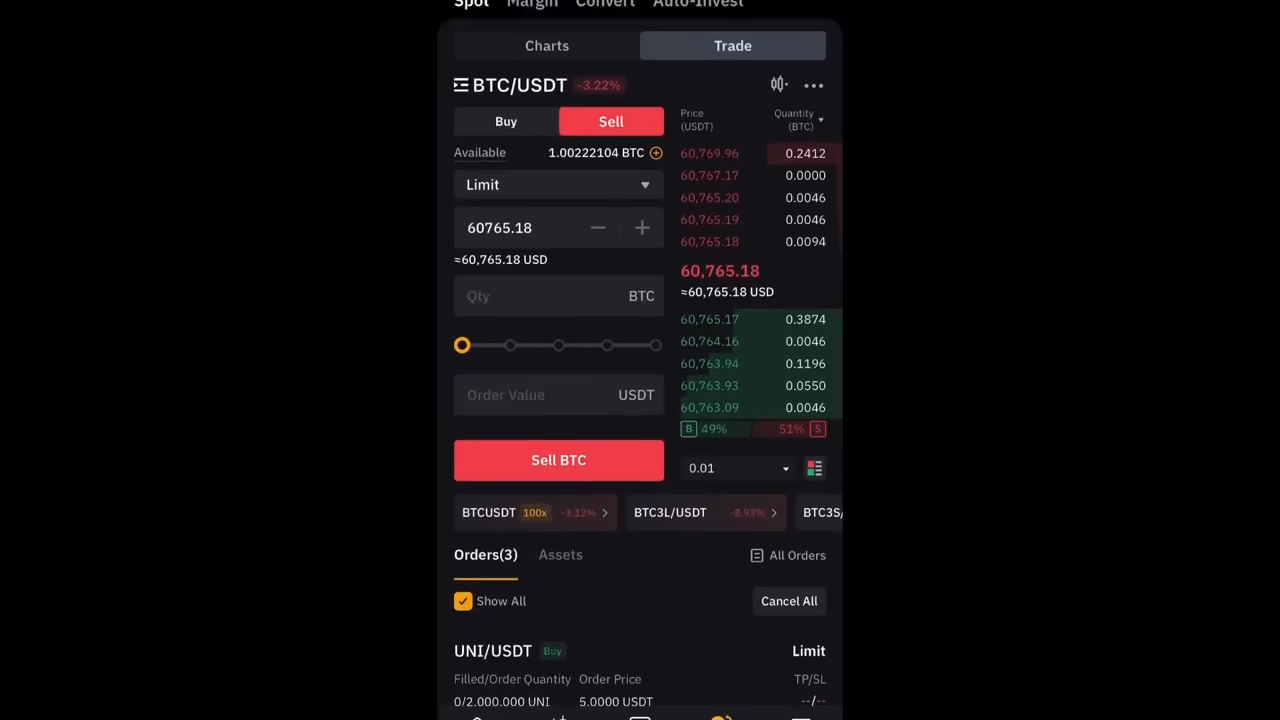 Spot Margin Convert Auto-Invest
Charts Trade
BTC/USDT -3.22%
Buy Sell
Available 1.00222104 BTC
Limit
60765.18
≈60,765.18 USD
Qty BTC
Order Value USDT
Sell BTC
Price Quantity
(USDT) (BTC)
60,769.96 0.2412
60,767.17 0.0000
60,765.20 0.0046
60,765.19 0.0046
60,765.18 0.0094
60,765.18
≈60,765.18 USD
60,765.17 0.3874
60,764.16 0.0046
60,763.94 0.1196
60,763.93 0.0550
60,763.09 0.0046
B 49% 51% S
0.01
BTCUSDT 100x -3.12% BTC3L/USDT -8.93% BTC3S/
Orders(3) Assets All Orders
Show All Cancel All
UNI/USDT Buy Limit
Filled/Order Quantity Order Price TP/SL
0/2.000.000 UNI 5.0000 USDT --/--